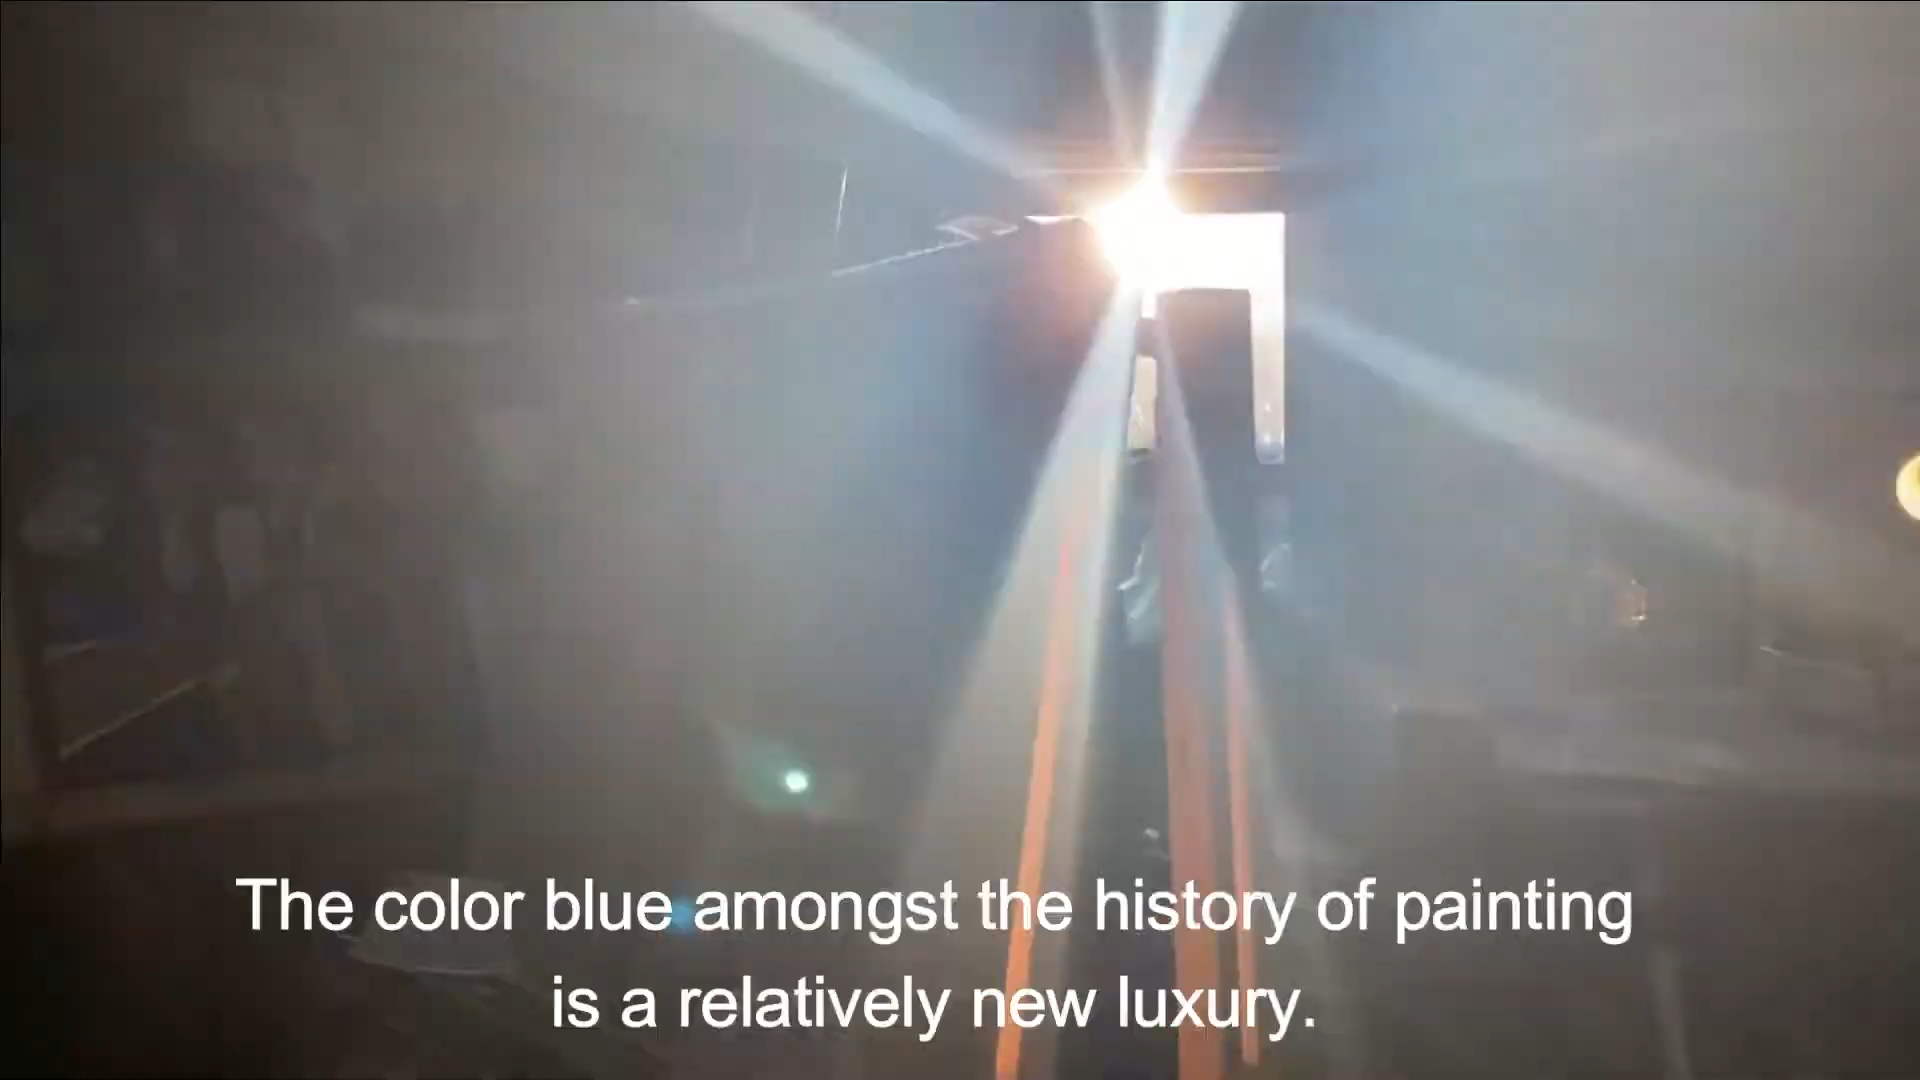 The color blue amongst the history of painting
is a relatively new luxury.